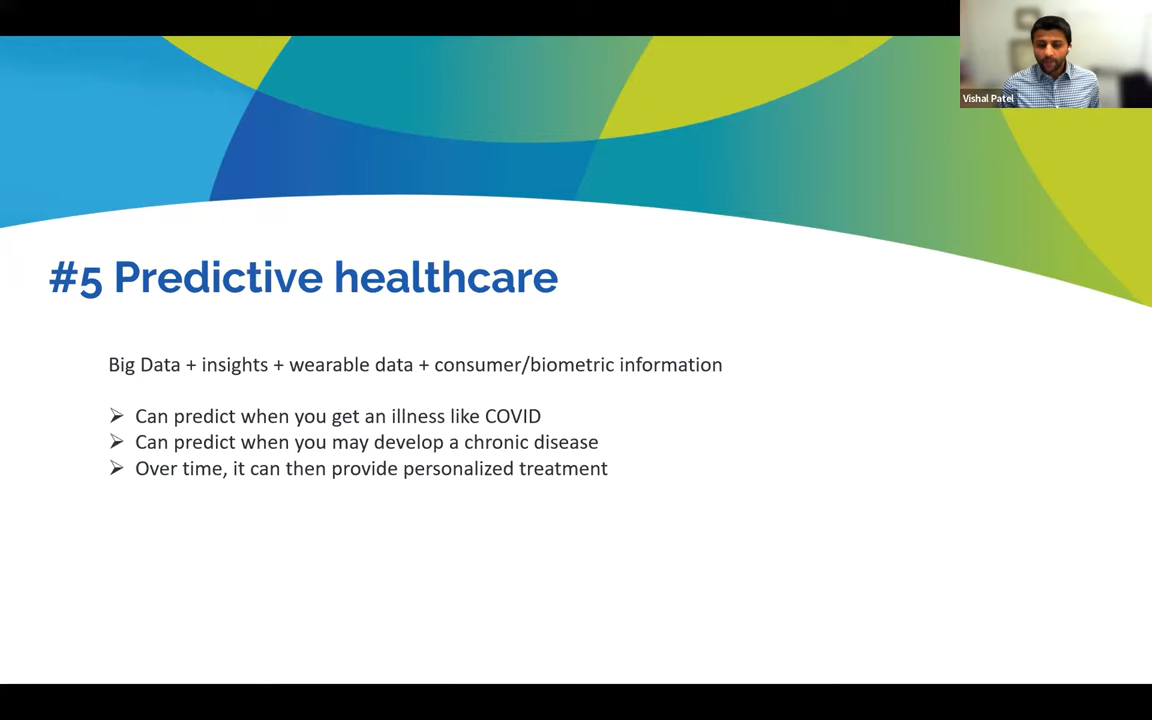 Vishal Patel
#5 Predictive healthcare
Big Data + insights + wearable data + consumer/biometric information
➢ Can predict when you get an illness like COVID
➢ Can predict when you may develop a chronic disease
➢ Over time, it can then provide personalized treatment